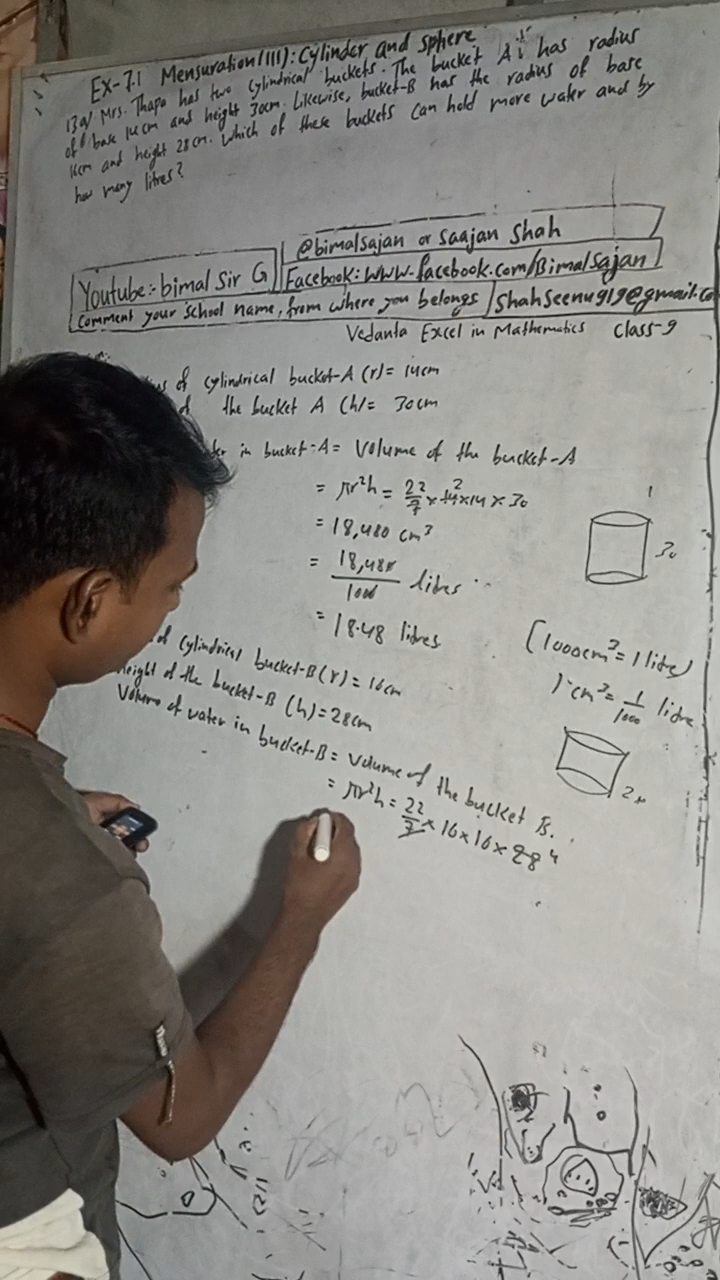 EX-7.1 Mensuration(III): Cylinder and sphere
13a) Mrs. Thapa has two cylindrical buckets. The bucket A has radius
of base 14cm and height 30cm. Likewise, bucket-B has the radius of base
16cm and height 28cm. Which of these buckets can hold more water and by
how many litres?
@bimalsajan or Saajan Shah
Youtube:- bimal Sir G
Facebook: WWW.facebook.com/Bimalsajan
Comment your school name, from where you belongs
Shahseenu919@gmail.co
Vedanta Excel in Mathematics class-9
of cylindrical bucket-A (r)= 14cm
the bucket A (h)= 30cm
in bucket-A= Volume of the bucket-A
= πr²h = 22/7 × 14 2 × 14 × 30
= 18,480 cm³
= 18,480/1000 litres
= 18.48 litres
30
(1000cm³=1 litre)
1 cm³= 1/1000 litre
of cylindrical bucket-B(r)= 16cm
height of the bucket-B (h)=28cm
Volume of water in bucket-B= volume of the bucket B.
= πr²h = 22/7 × 16×16×28 4